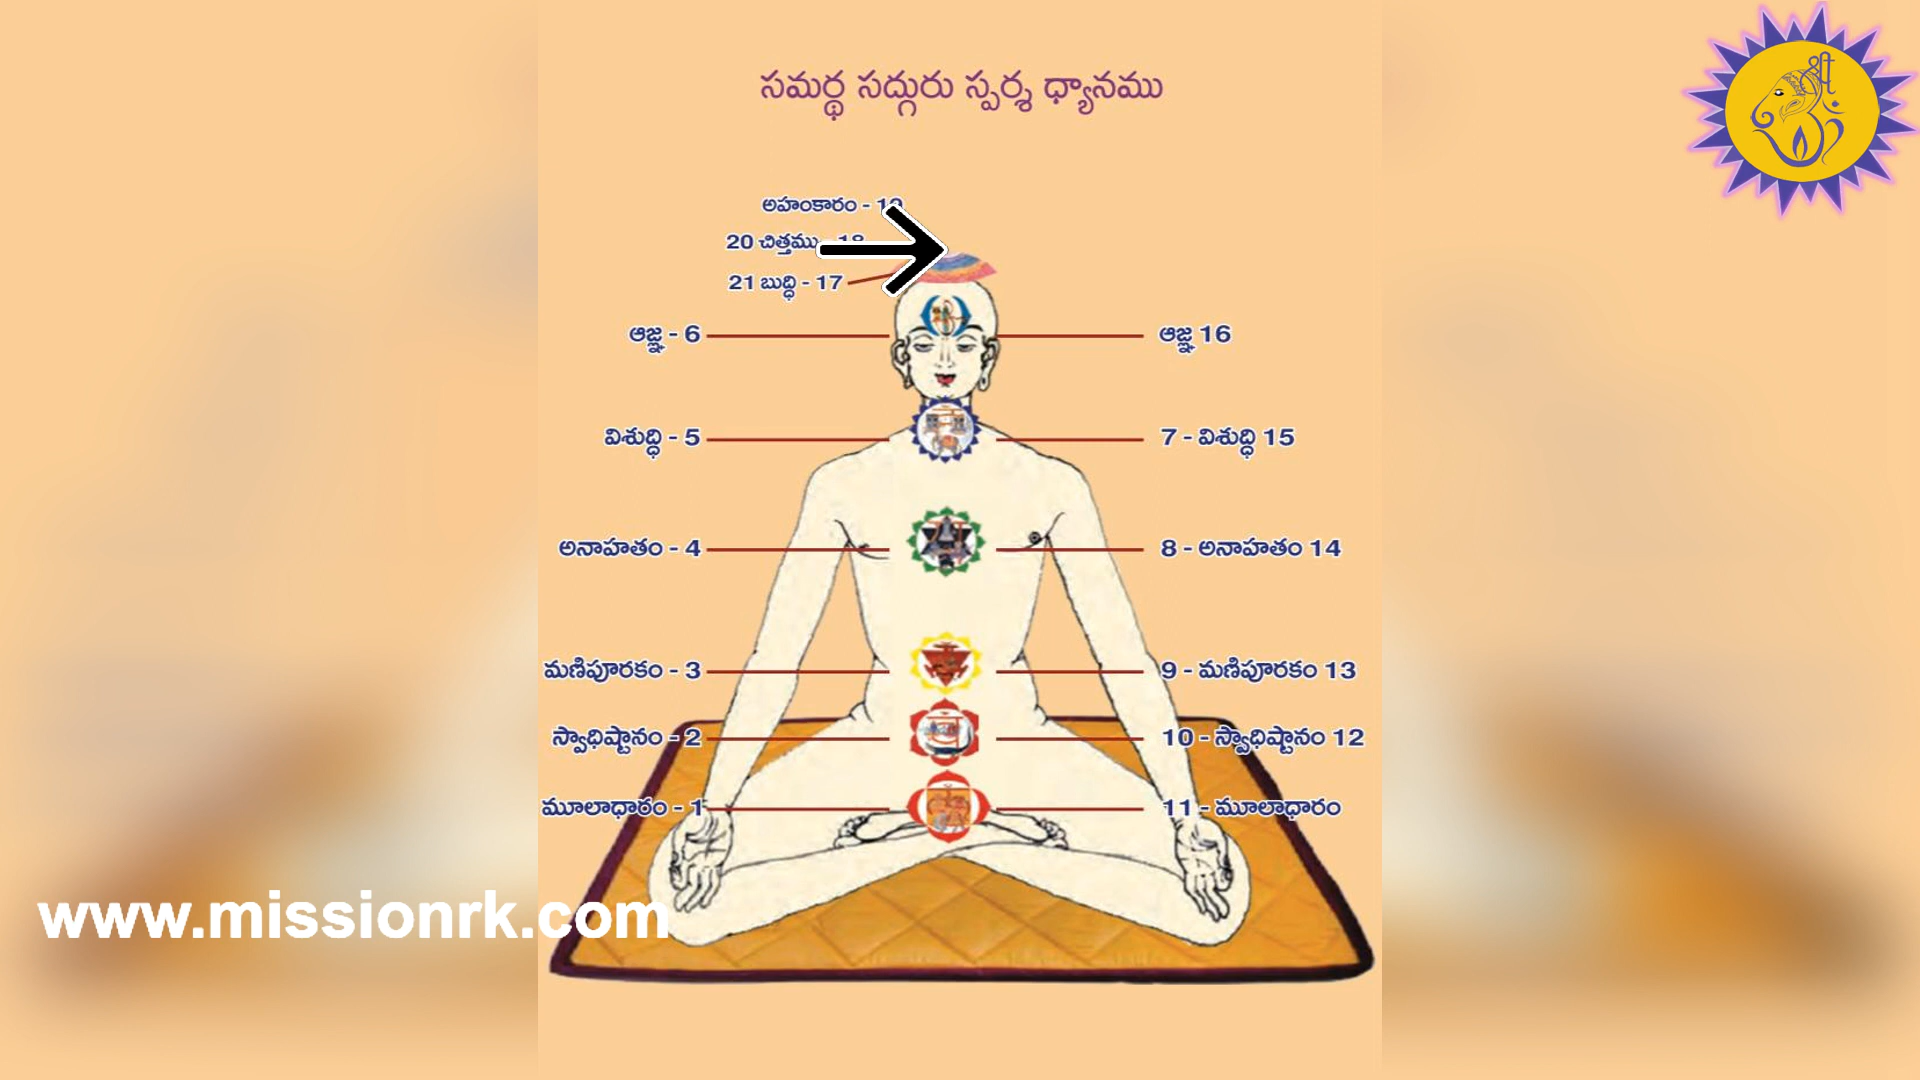 సమర్థ సద్గురు స్పర్శ ధ్యానము
అహంకారం - 19
20 చిత్తము - 18
21 బుద్ధి - 17
ఆజ్ఞ - 6
ఆజ్ఞ 16
విశుద్ధి - 5
7 - విశుద్ధి 15
అనాహతం - 4
8 - అనాహతం 14
మణిపూరకం - 3
9 - మణిపూరకం 13
స్వాధిష్టానం - 2
10 - స్వాధిష్టానం 12
మూలాధారం - 1
11 - మూలాధారం
www.missionrk.com